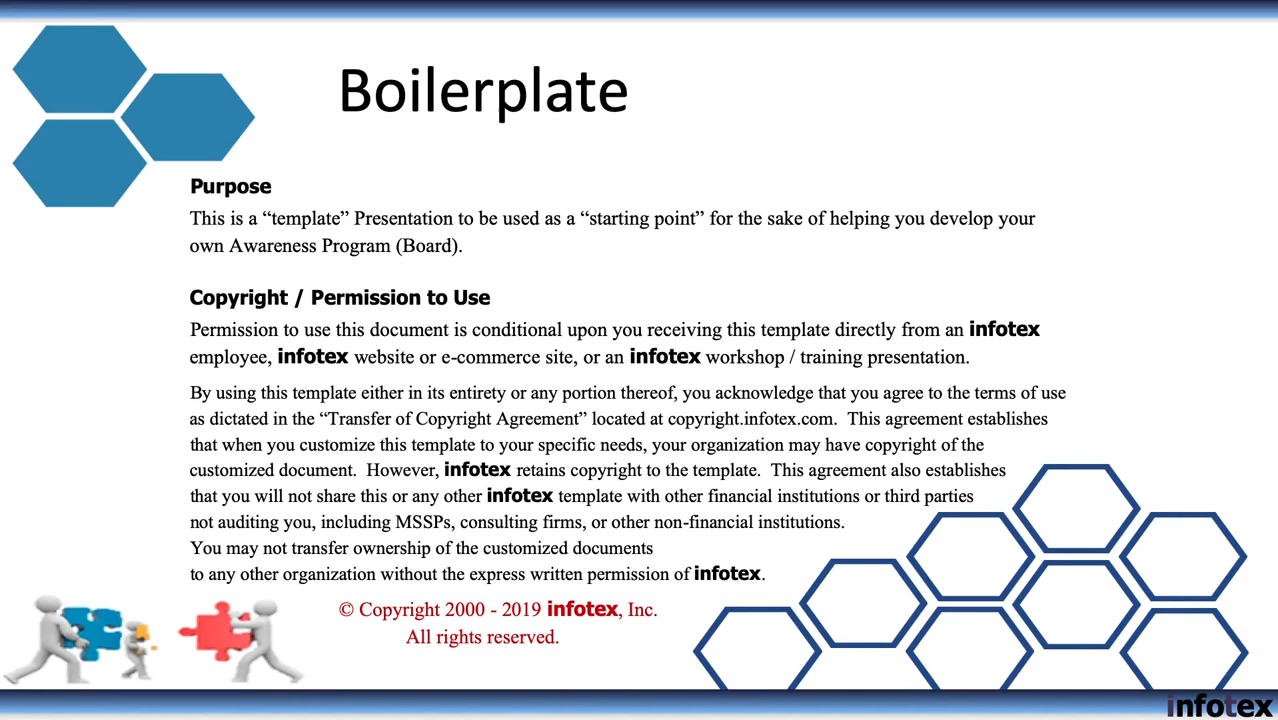 Boilerplate
Purpose
This is a “template” Presentation to be used as a “starting point” for the sake of helping you develop your
own Awareness Program (Board).
Copyright / Permission to Use
Permission to use this document is conditional upon you receiving this template directly from an infotex
employee, infotex website or e-commerce site, or an infotex workshop / training presentation.
By using this template either in its entirety or any portion thereof, you acknowledge that you agree to the terms of use
as dictated in the “Transfer of Copyright Agreement” located at copyright.infotex.com.  This agreement establishes
that when you customize this template to your specific needs, your organization may have copyright of the
customized document.  However, infotex retains copyright to the template.  This agreement also establishes
that you will not share this or any other infotex template with other financial institutions or third parties
not auditing you, including MSSPs, consulting firms, or other non-financial institutions.
You may not transfer ownership of the customized documents
to any other organization without the express written permission of infotex.
© Copyright 2000 - 2019 infotex, Inc.
All rights reserved.
infotex